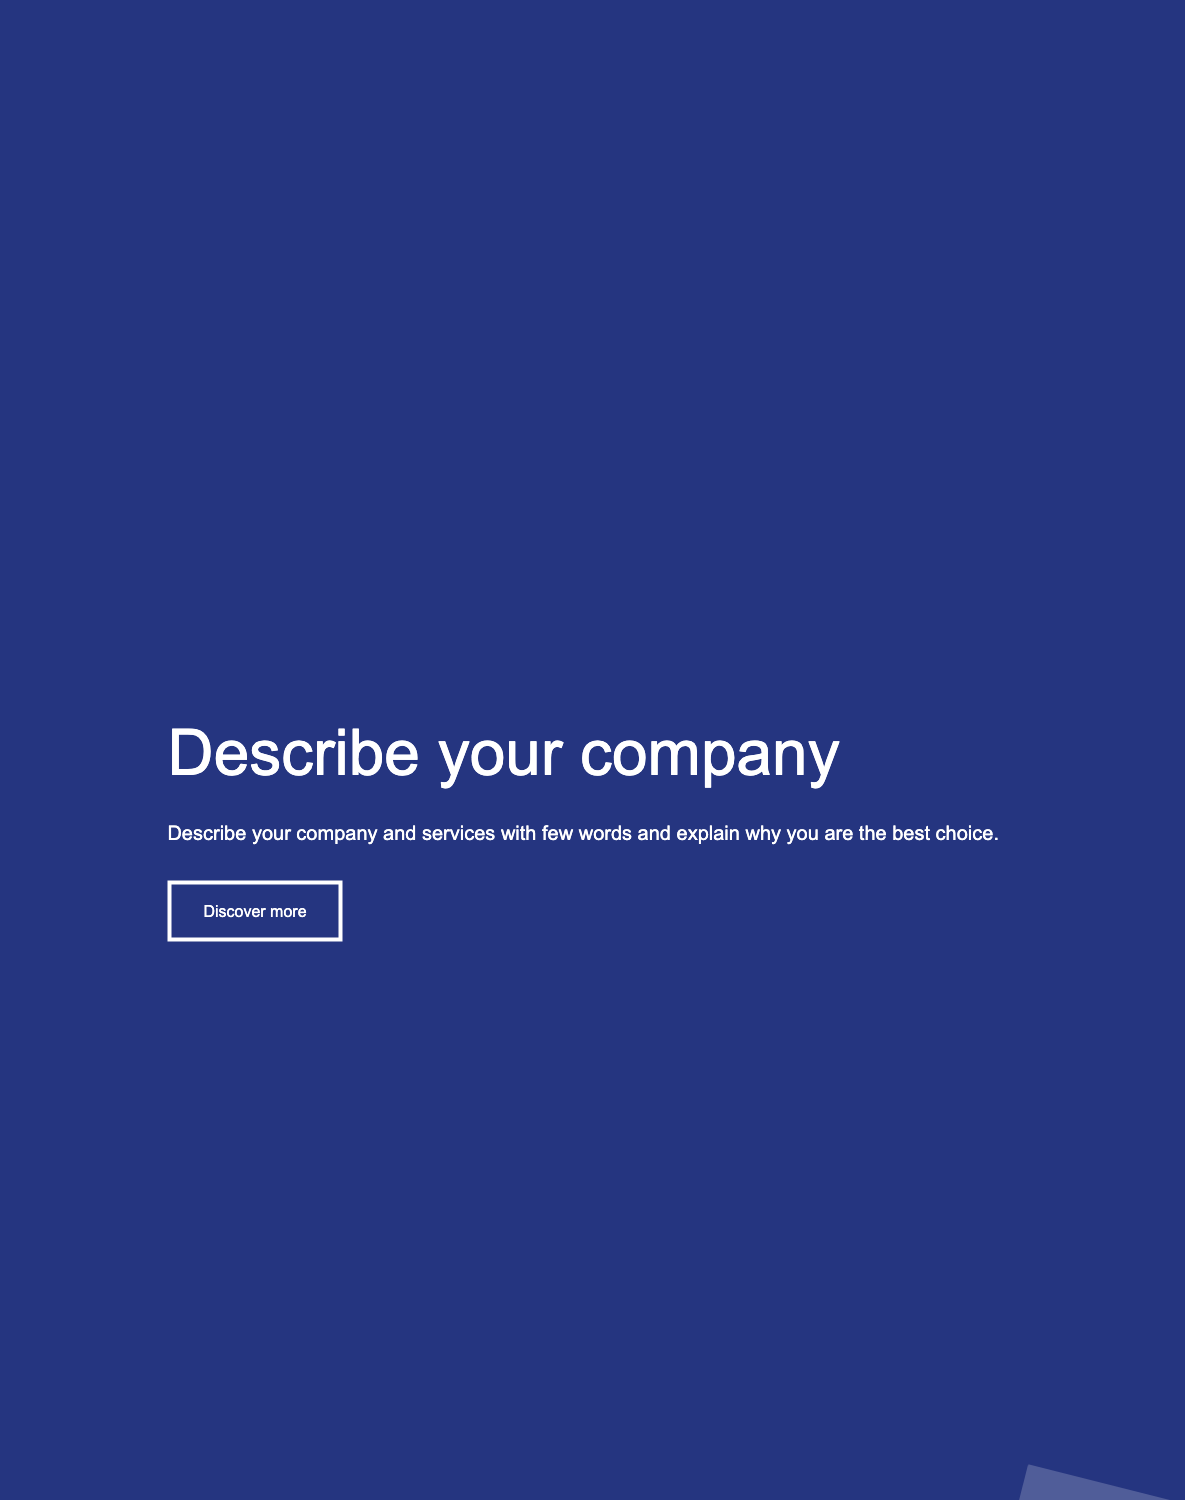 Describe your company
Describe your company and services with few words and explain why you are the best choice.
Discover more